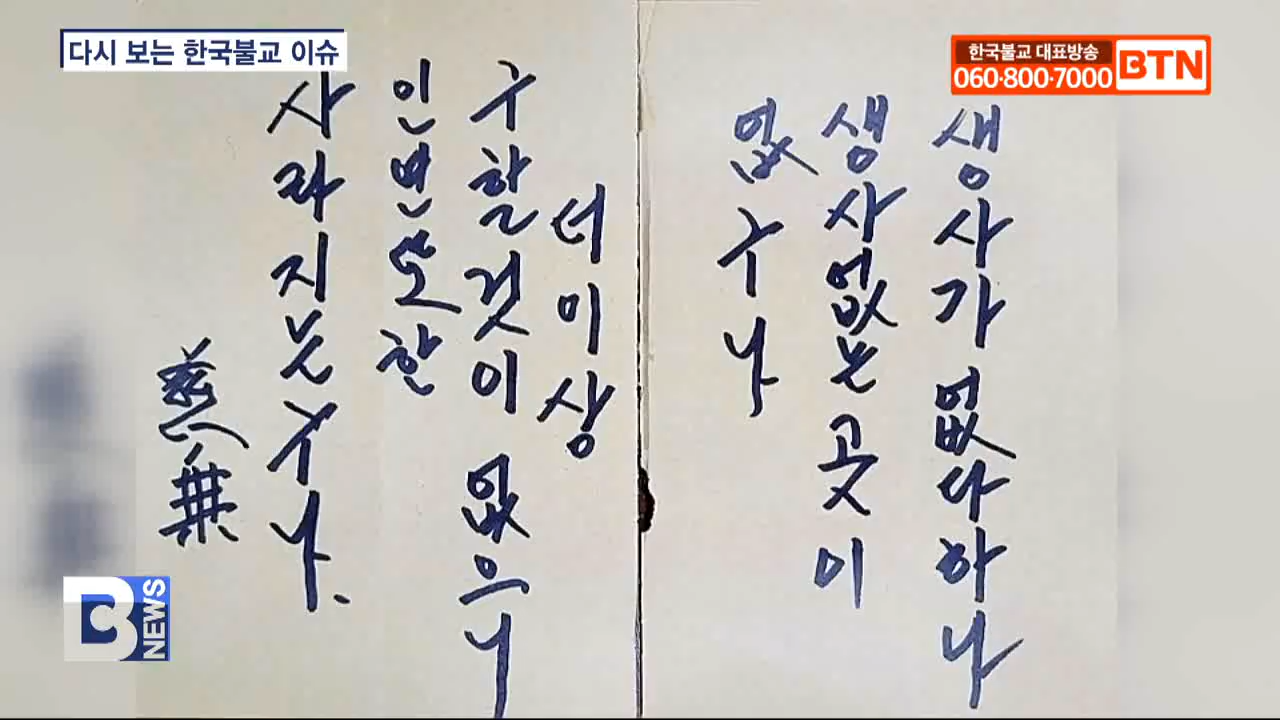 다시 보는 한국불교 이슈
한국불교 대표방송
060·800·7000
BTN
생사가 없다하나
생사없는 곳이
없구나
더이상
구할것이 없으니
인연또한
사라지는구나.
慈乘
B NEWS